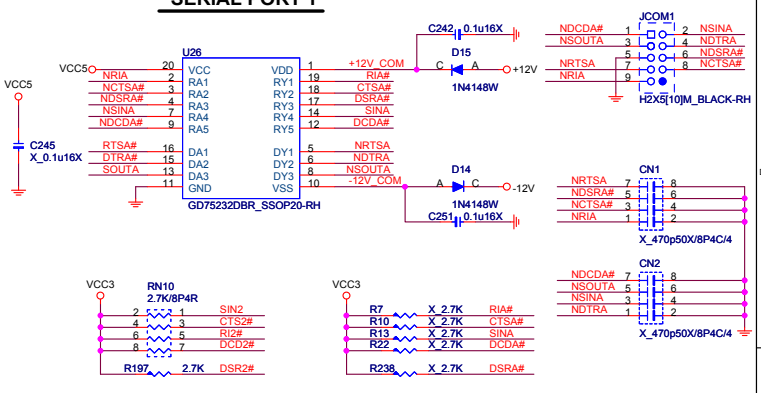 SERIAL PORT 1
C242 0.1u16X
D15
C A +12V
1N4148W
JCOM1
NDCDA# 1 2 NSINA
NSOUTA 3 4 NDTRA
5 6 NDSRA#
NRTSA 7 8 NCTSA#
NRIA 9
H2X5[10]M_BLACK-RH
U26
VCC5 20 VCC VDD 1 +12V_COM
NRIA 2 RA1 RY1 19 RIA#
NCTSA# 3 RA2 RY2 18 CTSA#
NDSRA# 4 RA3 RY3 17 DSRA#
NSINA 7 RA4 RY4 14 SINA
NDCDA# 9 RA5 RY5 12 DCDA#
RTSA# 16 DA1 DY1 5 NRTSA
DTRA# 15 DA2 DY2 6 NDTRA
SOUTA 13 DA3 DY3 8 NSOUTA
11 GND VSS 10 -12V_COM
GD75232DBR_SSOP20-RH
VCC5
C245
X_0.1u16X
D14
A C -12V
1N4148W
C251 0.1u16X
CN1
NRTSA 7 8
NDSRA# 5 6
NCTSA# 3 4
NRIA 1 2
X_470p50X/8P4C/4
CN2
NDCDA# 7 8
NSOUTA 5 6
NSINA 3 4
NDTRA 1 2
X_470p50X/8P4C/4
VCC3
RN10
2.7K/8P4R
2 1 SIN2
4 3 CTS2#
6 5 RI2#
8 7 DCD2#
R197 2.7K DSR2#
VCC3
R7 X_2.7K RIA#
R10 X_2.7K CTSA#
R13 X_2.7K SINA
R22 X_2.7K DCDA#
R238 X_2.7K DSRA#